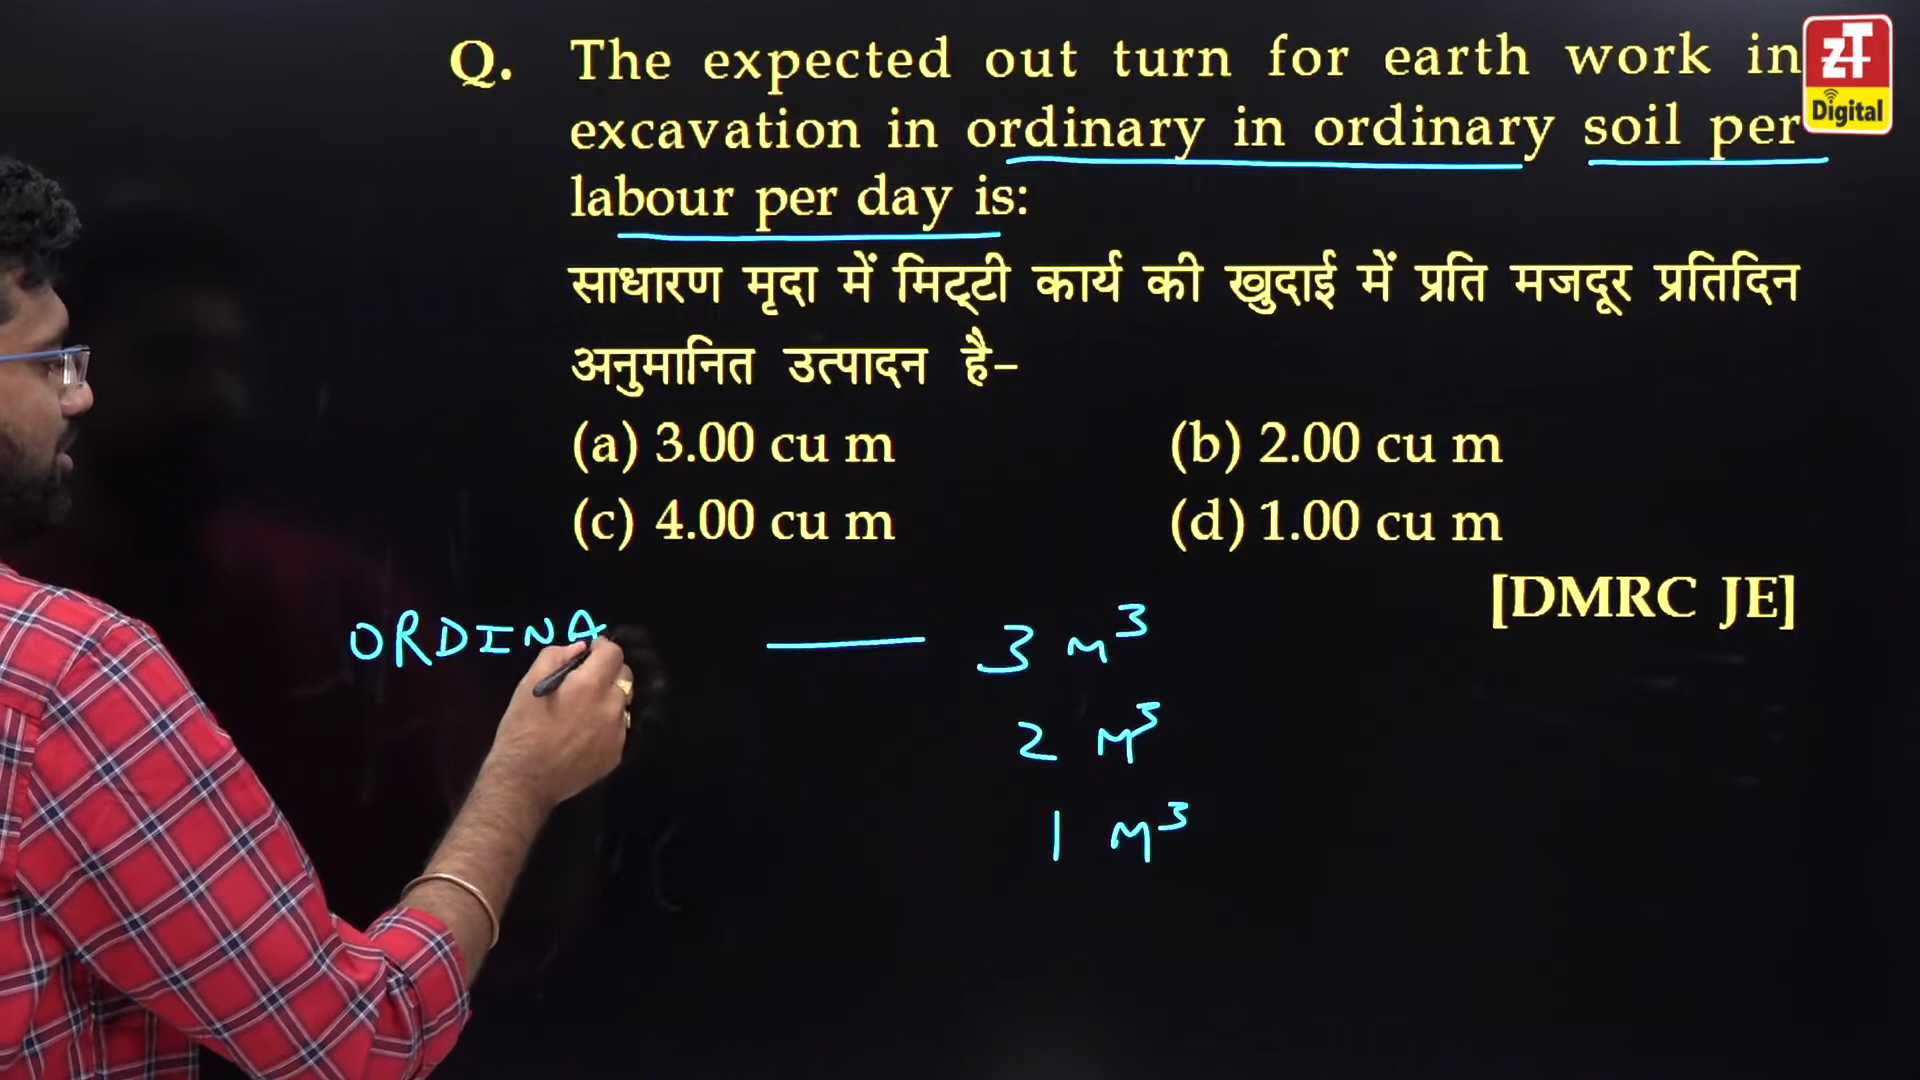 Q. The expected out turn for earth work in
excavation in ordinary in ordinary soil per
labour per day is:
साधारण मृदा में मिट्टी कार्य की खुदाई में प्रति मजदूर प्रतिदिन
अनुमानित उत्पादन है–
(a) 3.00 cu m (b) 2.00 cu m
(c) 4.00 cu m (d) 1.00 cu m
[DMRC JE]
ORDINA — 3 M³
2 M³
1 M³
ZT
Digital